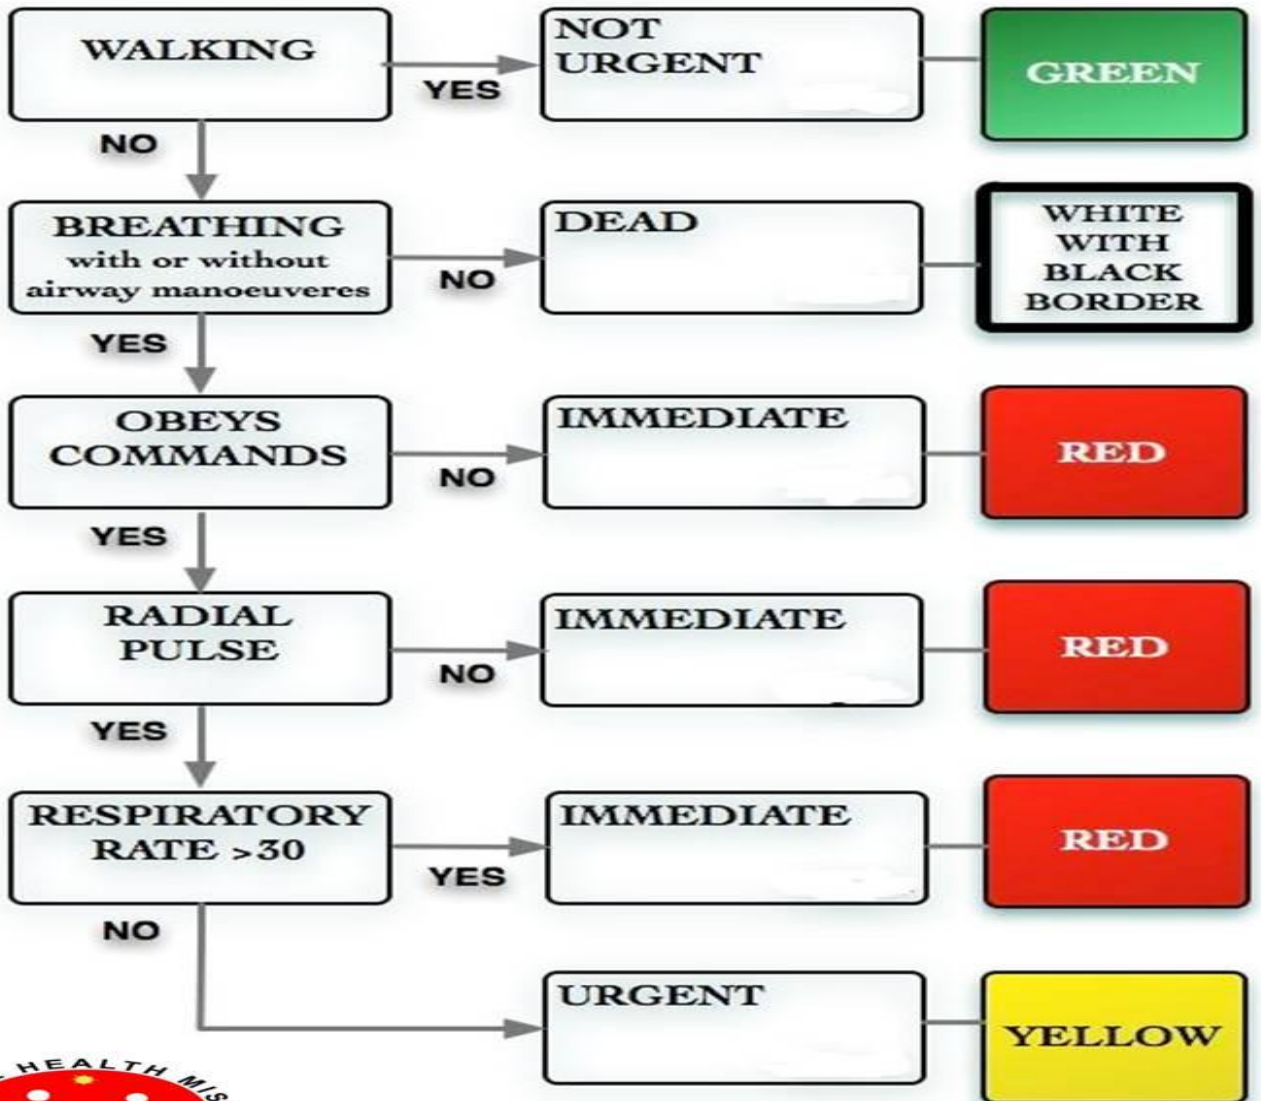 WALKING
YES
NOT
URGENT
GREEN
NO
BREATHING
with or without
airway manoeuveres
NO
DEAD
WHITE
WITH
BLACK
BORDER
YES
OBEYS
COMMANDS
NO
IMMEDIATE
RED
YES
RADIAL
PULSE
NO
IMMEDIATE
RED
YES
RESPIRATORY
RATE >30
YES
IMMEDIATE
RED
NO
URGENT
YELLOW
HEALTH